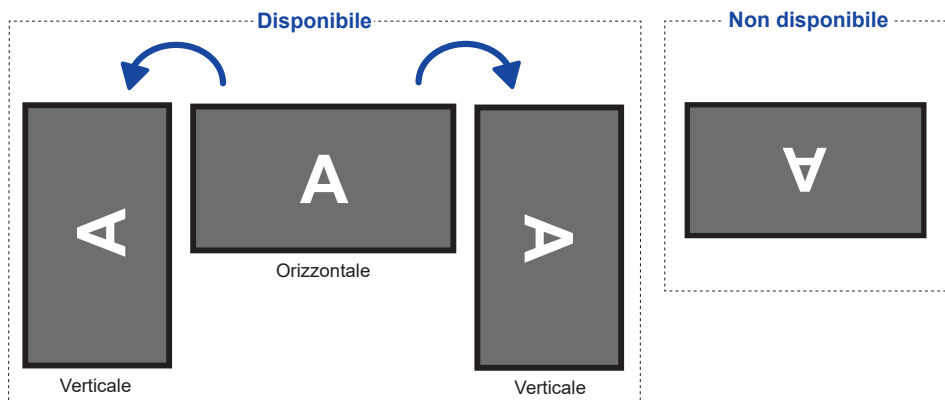 Disponibile
Non disponibile
A
A
A
A
Orizzontale
Verticale
Verticale